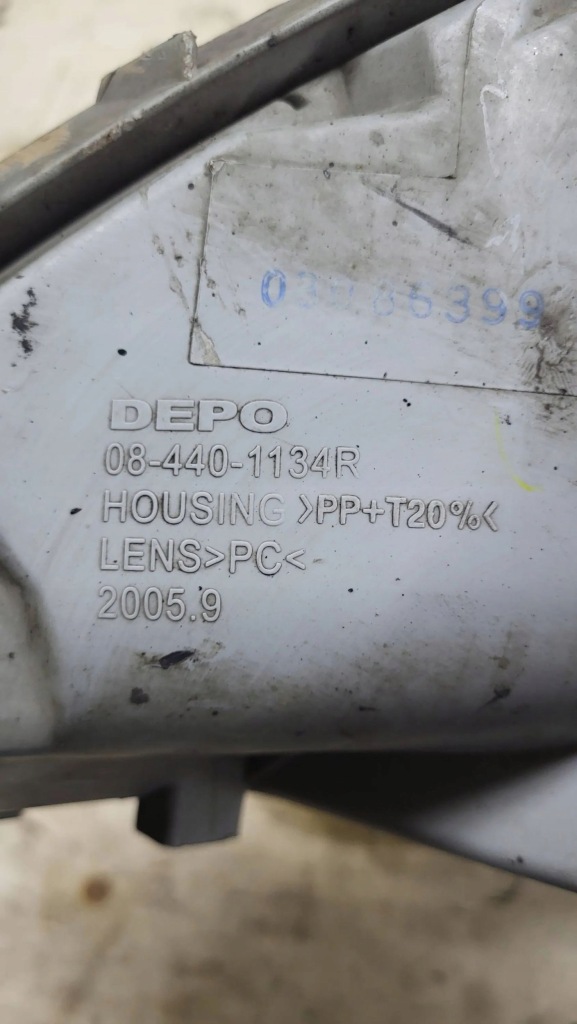 DEPO
08-440-1134R
HOUSING >PP+T20%<
LENS>PC<
2005.9